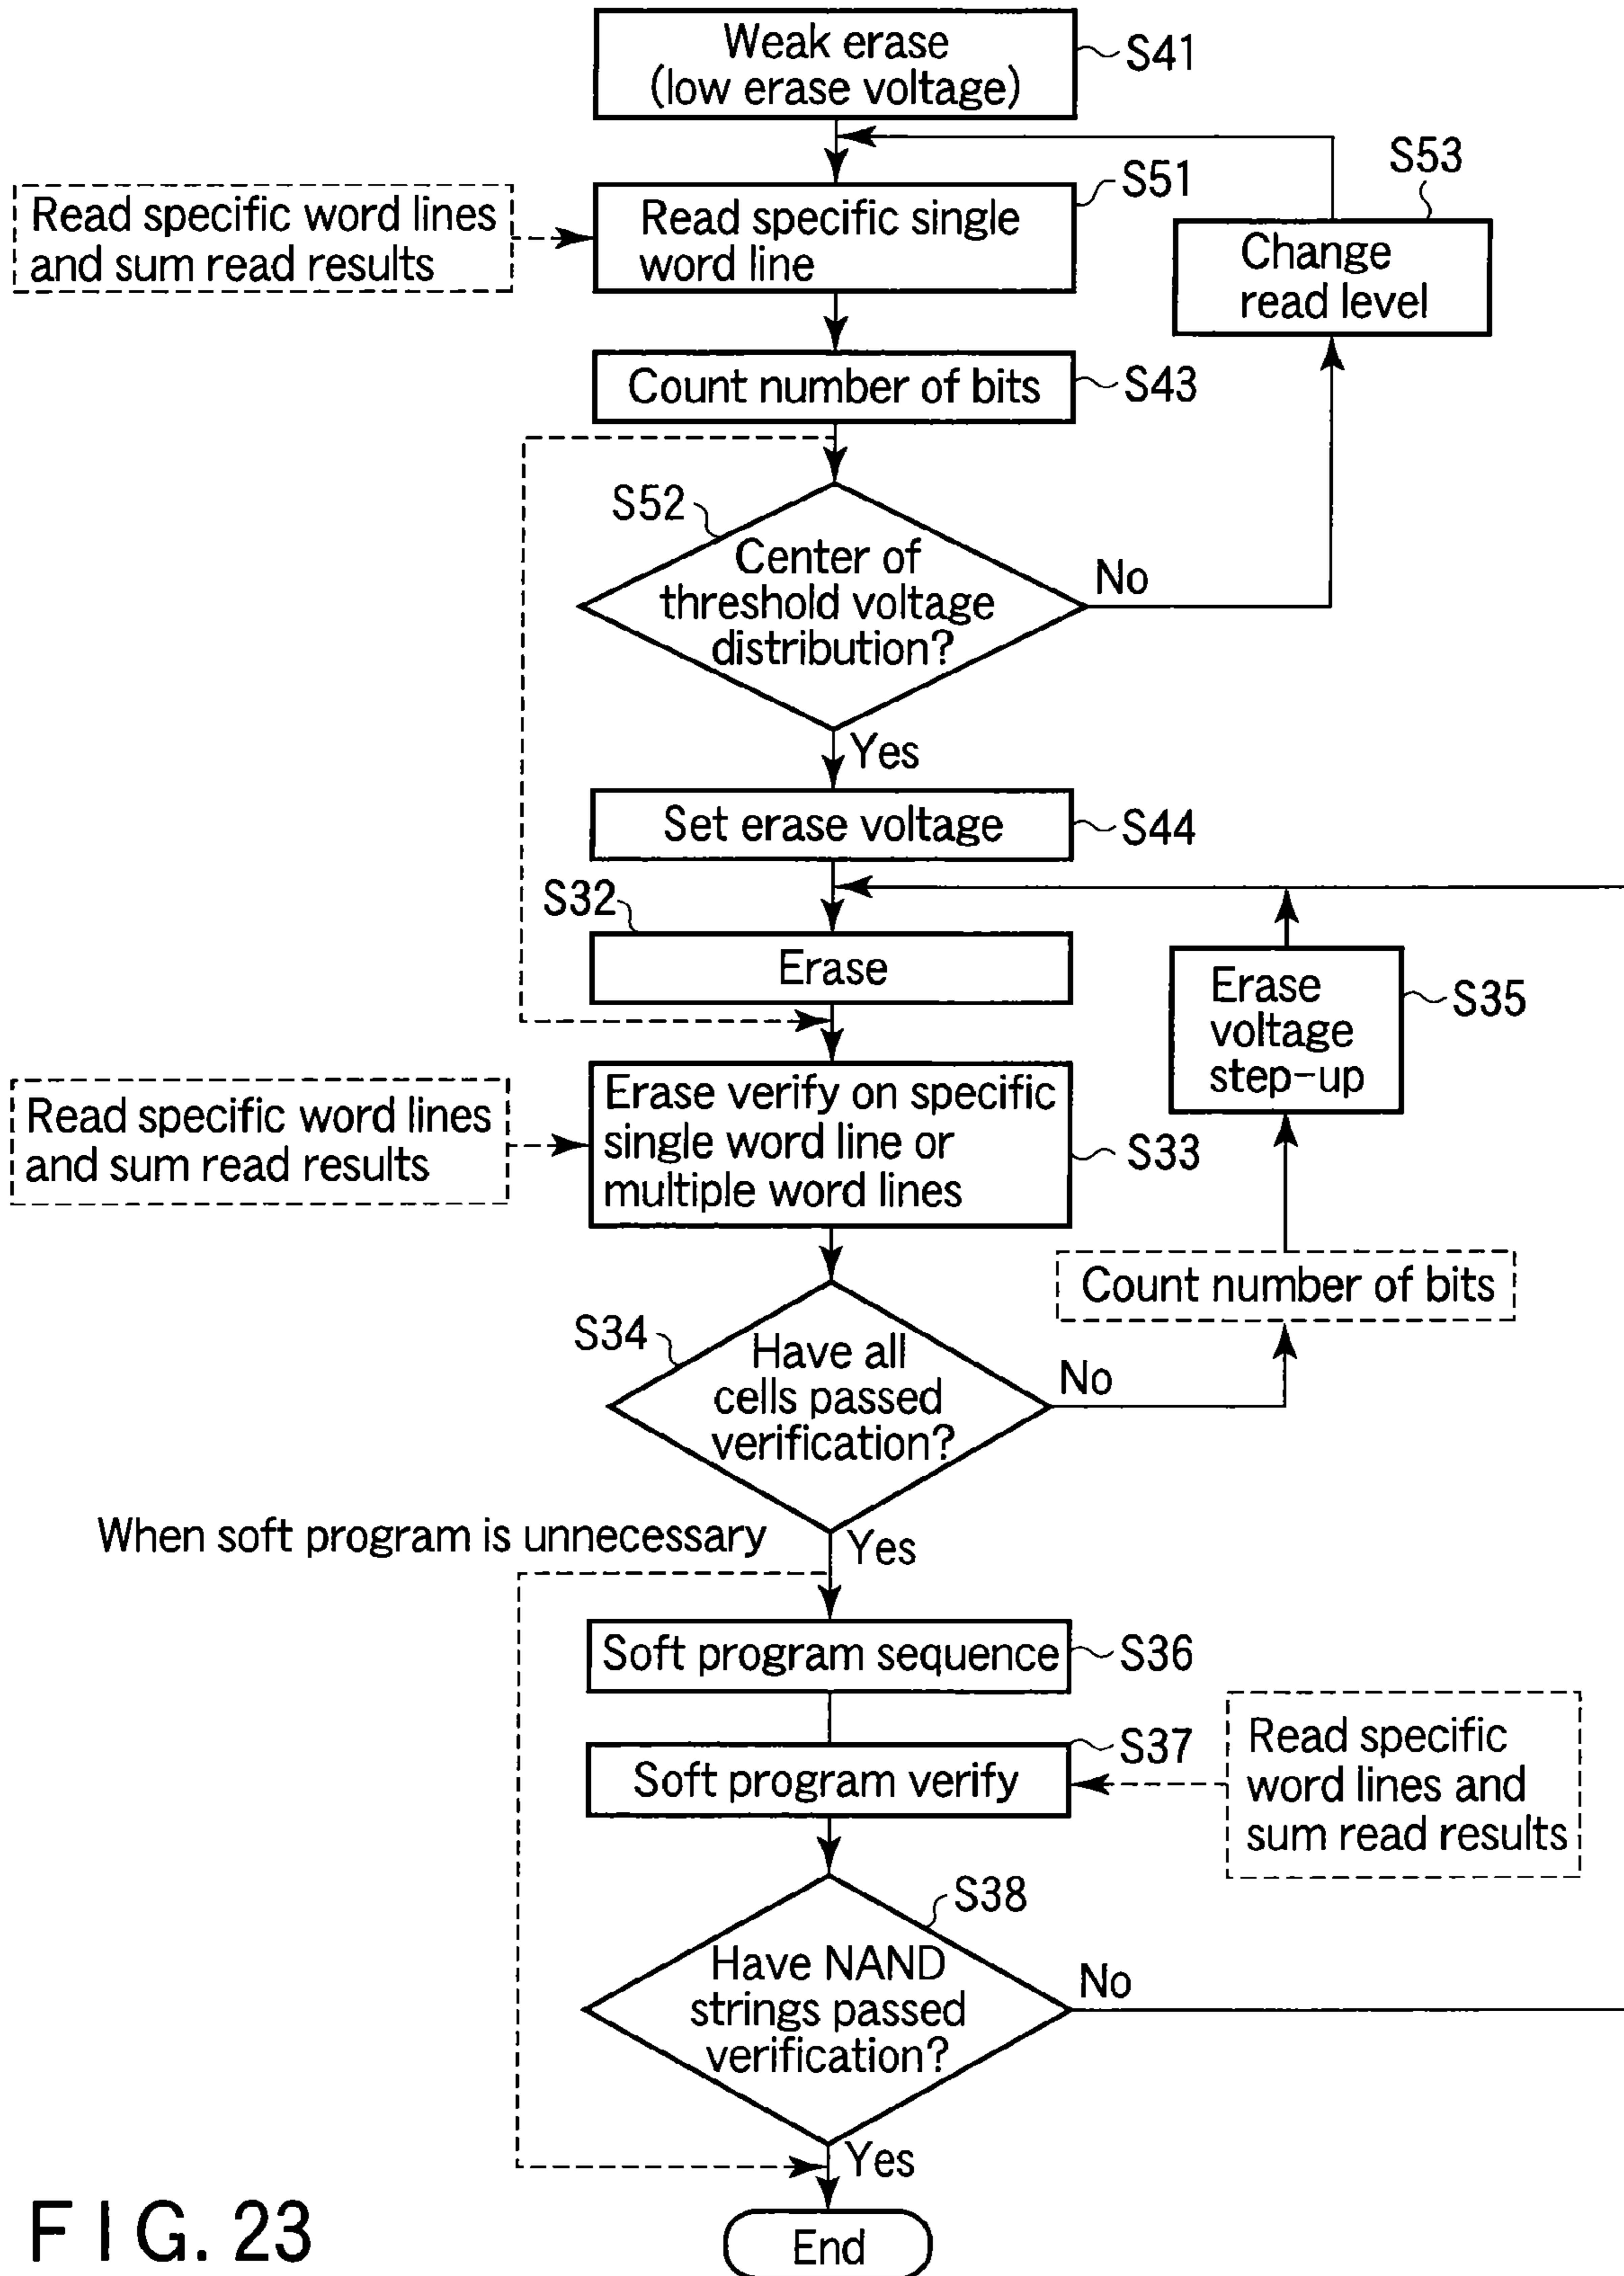 Weak erase
(low erase voltage)
S41
S53
S51
Read specific word lines
and sum read results
Read specific single
word line
Change
read level
Count number of bits
S43
S52
Center of
threshold voltage
distribution?
No
Yes
Set erase voltage
S44
S32
Erase
Erase
voltage
step-up
S35
Read specific word lines
and sum read results
Erase verify on specific
single word line or
multiple word lines
S33
Count number of bits
S34
Have all
cells passed
verification?
No
When soft program is unnecessary
Yes
Soft program sequence
S36
S37
Soft program verify
Read specific
word lines and
sum read results
S38
Have NAND
strings passed
verification?
No
Yes
End
FIG. 23